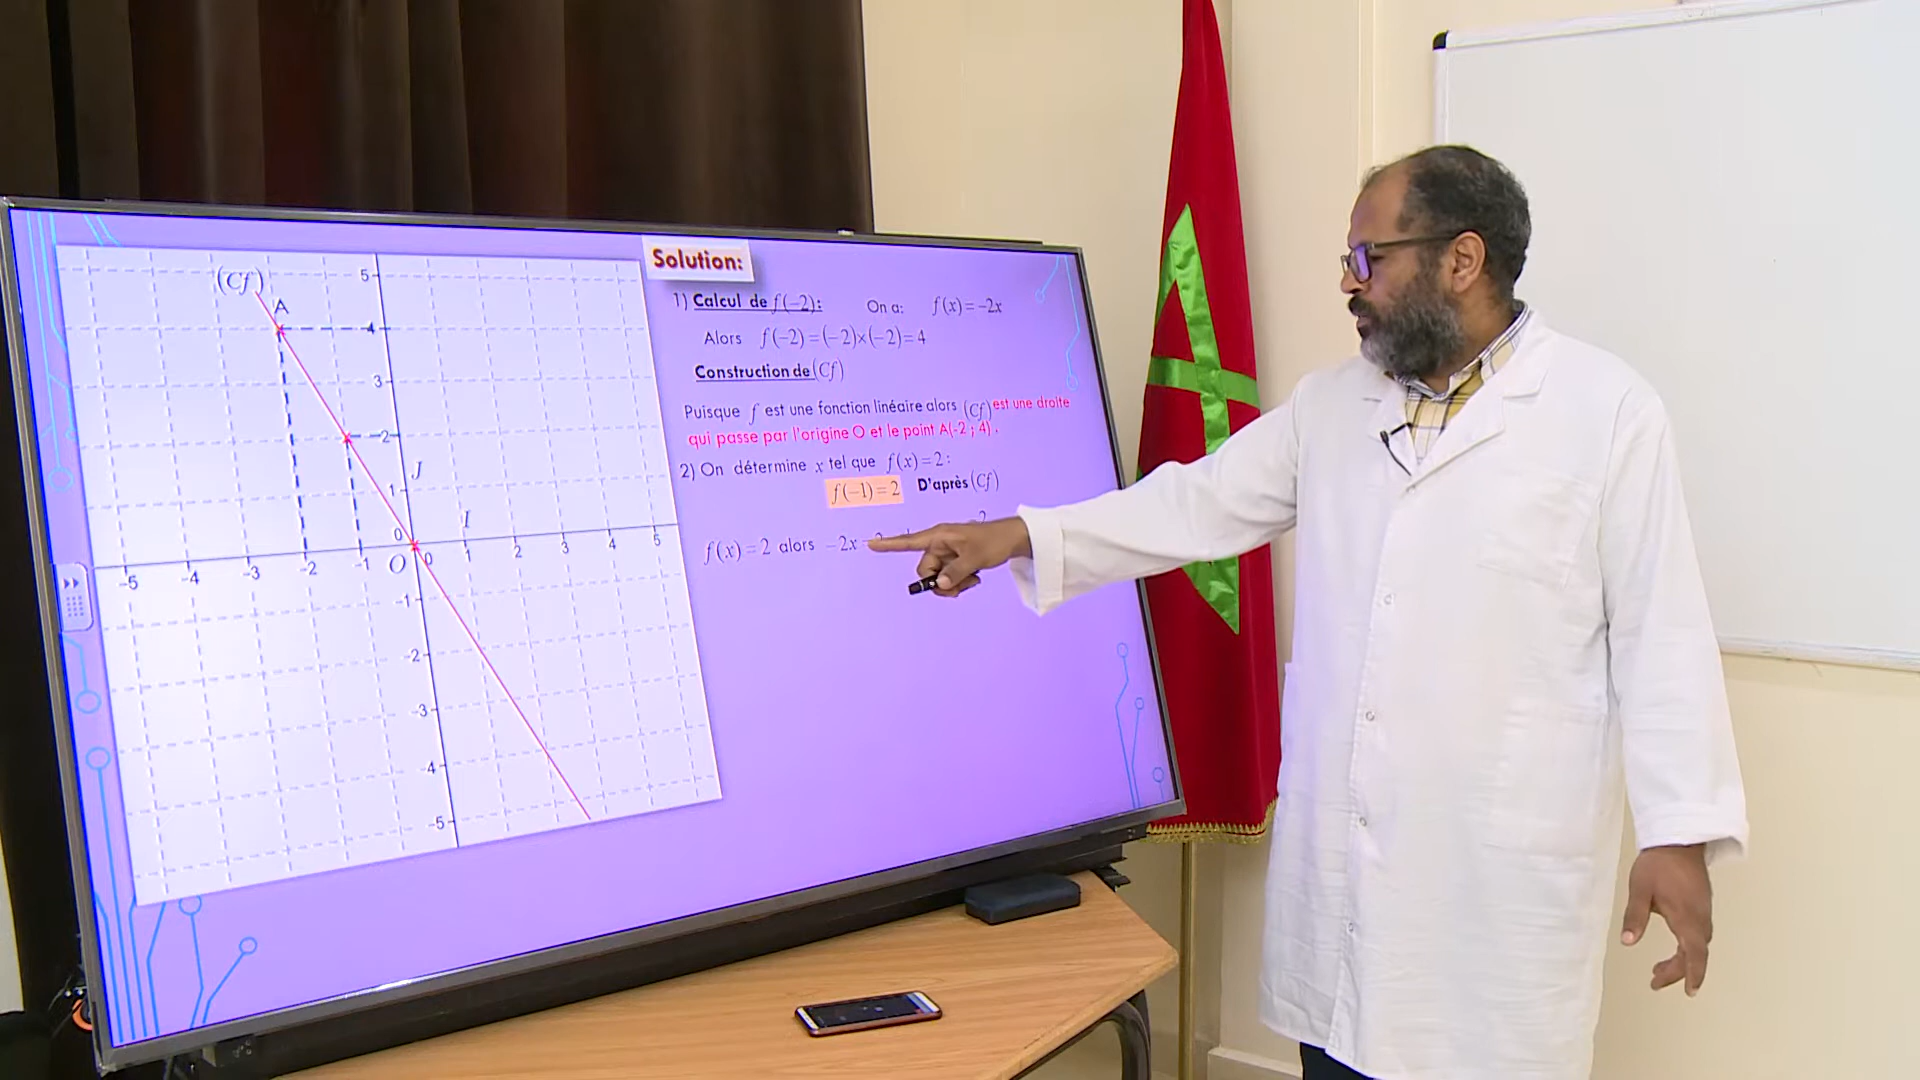 Solution:
1) Calcul de f(−2): On a: f(x)=−2x
Alors f(−2)=(−2)×(−2)=4
Construction de (Cf)
Puisque f est une fonction linéaire alors (Cf) est une droite
qui passe par l'origine O et le point A(-2 ; 4).
2) On détermine x tel que f(x)=2:
f(−1)=2 D'après (Cf)
f(x)=2 alors −2x
(Cf)
A
5
4
3
2
J
1
I
0
O 0 1 2 3 4 5
-5 -4 -3 -2 -1
-1
-2
-3
-4
-5